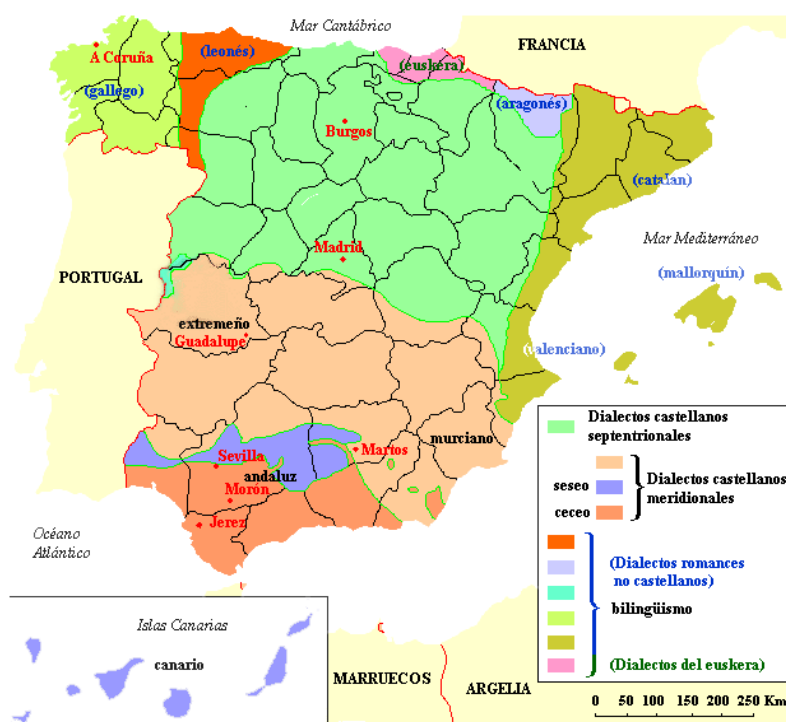 Mar Cantábrico
FRANCIA
A Coruña
(leonés)
(euskera)
(gallego)
(aragonés)
Burgos
(catalan)
Madrid
Mar Mediterráneo
PORTUGAL
(mallorquín)
extremeño
Guadalupe
(valenciano)
murciano
Martos
Sevilla
andaluz
Morón
Jerez
Océano
Atlántico
Dialectos castellanos
septentrionales
Dialectos castellanos
meridionales
seseo
ceceo
(Dialectos romances
no castellanos)
bilingüismo
(Dialectos del euskera)
0 50 100 150 200 250 Km
Islas Canarias
canario
MARRUECOS
ARGELIA